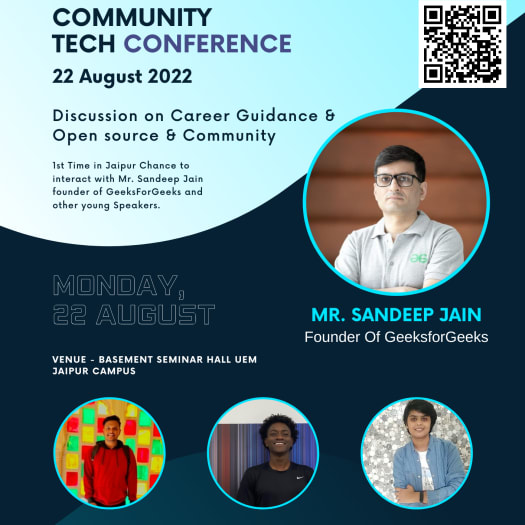 COMMUNITY
TECH CONFERENCE
22 August 2022
Discussion on Career Guidance &
Open source & Community
1st Time in Jaipur Chance to
interact with Mr. Sandeep Jain
founder of GeeksForGeeks and
other young Speakers.
MONDAY,
22 AUGUST
MR. SANDEEP JAIN
Founder Of GeeksforGeeks
VENUE - BASEMENT SEMINAR HALL UEM
JAIPUR CAMPUS